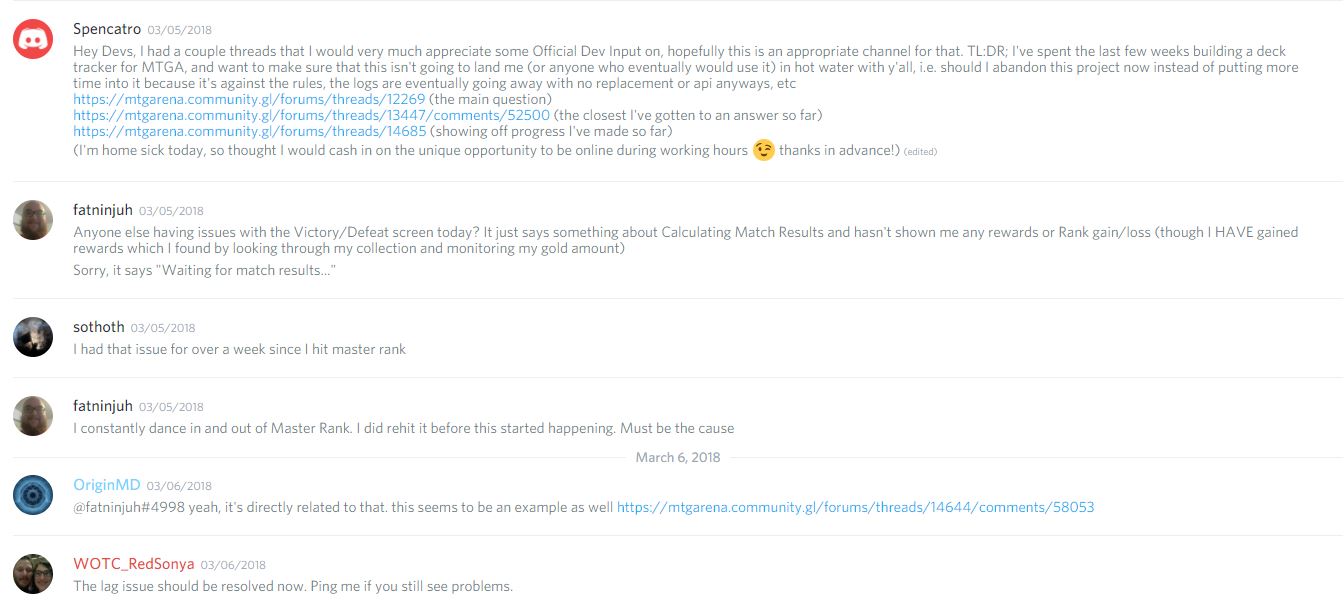 Spencatro 03/05/2018
Hey Devs, I had a couple threads that I would very much appreciate some Official Dev Input on, hopefully this is an appropriate channel for that. TL:DR; I've spent the last few weeks building a deck
tracker for MTGA, and want to make sure that this isn't going to land me (or anyone who eventually would use it) in hot water with y'all, i.e. should I abandon this project now instead of putting more
time into it because it's against the rules, the logs are eventually going away with no replacement or api anyways, etc
https://mtgarena.community.gl/forums/threads/12269 (the main question)
https://mtgarena.community.gl/forums/threads/13447/comments/52500 (the closest I've gotten to an answer so far)
https://mtgarena.community.gl/forums/threads/14685 (showing off progress I've made so far)
(I'm home sick today, so thought I would cash in on the unique opportunity to be online during working hours 😉 thanks in advance!) (edited)
fatninjuh 03/05/2018
Anyone else having issues with the Victory/Defeat screen today? It just says something about Calculating Match Results and hasn't shown me any rewards or Rank gain/loss (though I HAVE gained
rewards which I found by looking through my collection and monitoring my gold amount)
Sorry, it says "Waiting for match results..."
sothoth 03/05/2018
I had that issue for over a week since I hit master rank
fatninjuh 03/05/2018
I constantly dance in and out of Master Rank. I did rehit it before this started happening. Must be the cause
March 6, 2018
OriginMD 03/06/2018
@fatninjuh#4998 yeah, it's directly related to that. this seems to be an example as well https://mtgarena.community.gl/forums/threads/14644/comments/58053
WOTC_RedSonya 03/06/2018
The lag issue should be resolved now. Ping me if you still see problems.